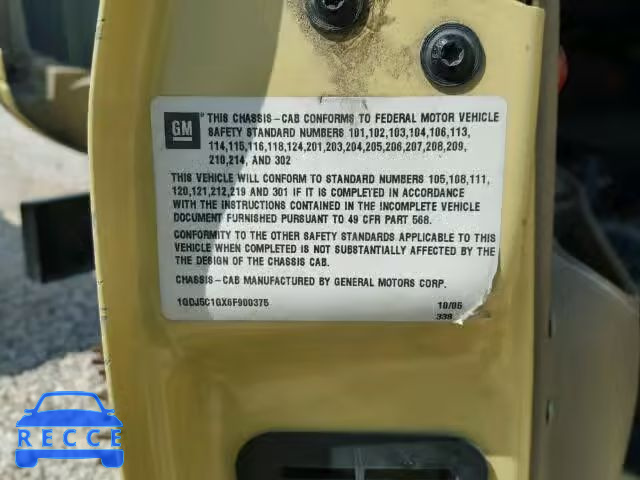 GM ® THIS CHASSIS-CAB CONFORMS TO FEDERAL MOTOR VEHICLE
SAFETY STANDARD NUMBERS 101,102,103,104,106,113,
114,115,116,118,124,201,203,204,205,206,207,208,209,
210,214, AND 302
THIS VEHICLE WILL CONFORM TO STANDARD NUMBERS 105,108,111,
120,121,212,219 AND 301 IF IT IS COMPLETED IN ACCORDANCE
WITH THE INSTRUCTIONS CONTAINED IN THE INCOMPLETE VEHICLE
DOCUMENT FURNISHED PURSUANT TO 49 CFR PART 568.
CONFORMITY TO THE OTHER SAFETY STANDARDS APPLICABLE TO THIS
VEHICLE WHEN COMPLETED IS NOT SUBSTANTIALLY AFFECTED BY THE
THE DESIGN OF THE CHASSIS CAB.
CHASSIS-CAB MANUFACTURED BY GENERAL MOTORS CORP.
1GDJ5C1GX6F900375 10/05
338
RECCE